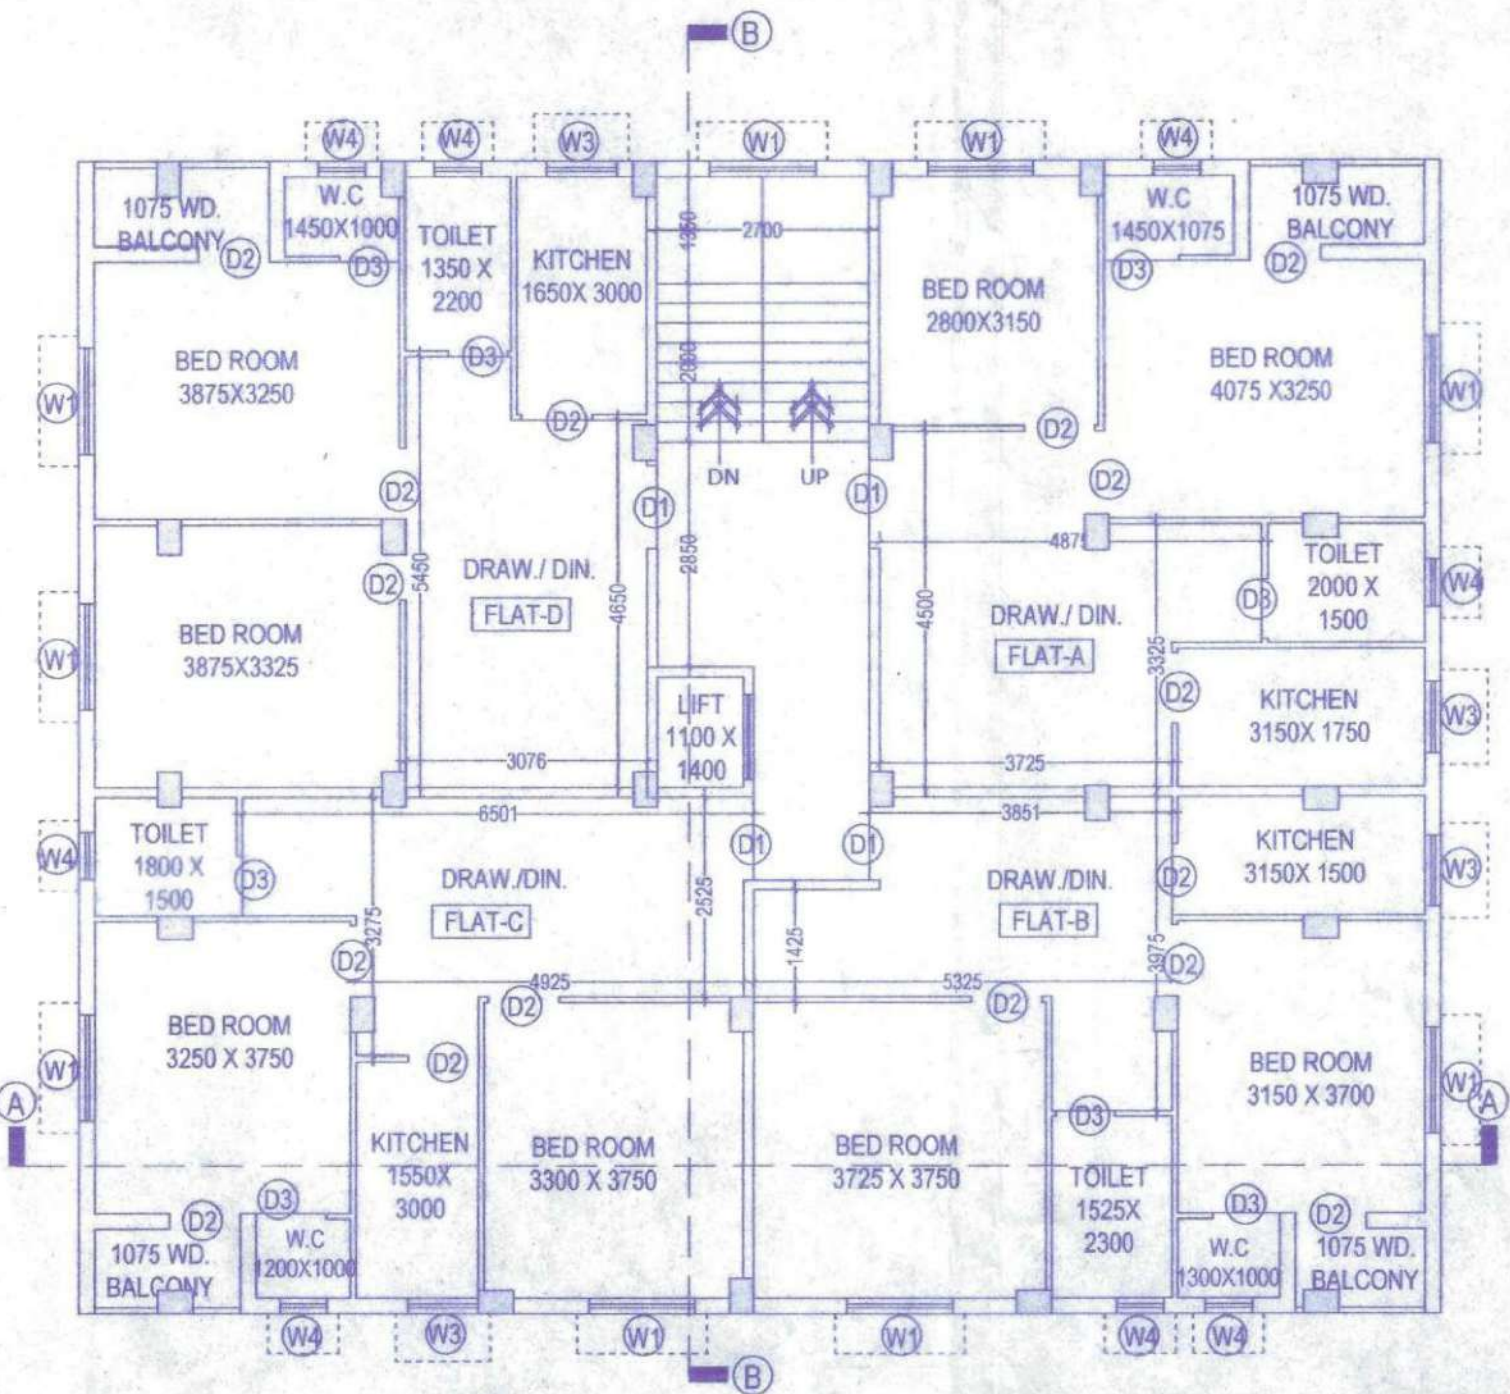 B
W4
W4
W3
W1
W1
W4
1075 WD.
BALCONY
D2
W.C
1450X1000
D3
TOILET
1350 X
2200
D3
KITCHEN
1650X 3000
D2
1350
2700
2000
DN
UP
BED ROOM
2800X3150
D2
W.C
1450X1075
D3
1075 WD.
BALCONY
D2
W1
BED ROOM
3875X3250
D2
BED ROOM
4075 X3250
D2
W1
D1
D1
W1
BED ROOM
3875X3325
D2
5450
DRAW./ DIN.
FLAT-D
4650
3076
2850
LIFT
1100 X
1400
4500
DRAW./ DIN.
FLAT-A
3725
3325
D3
TOILET
2000 X
1500
W4
D2
KITCHEN
3150X 1750
W3
W4
TOILET
1800 X
1500
D3
6501
3275
DRAW./DIN.
FLAT-C
2525
D1
D1
3851
1425
DRAW./DIN.
FLAT-B
3975
D2
KITCHEN
3150X 1500
W3
D2
4925
5325
D2
D2
D2
W1
BED ROOM
3250 X 3750
D2
A
KITCHEN
1550X
3000
BED ROOM
3300 X 3750
BED ROOM
3725 X 3750
D3
TOILET
1525X
2300
BED ROOM
3150 X 3700
W1
A
D2
D3
1075 WD.
BALCONY
W.C
1200X1000
D3
D2
W.C
1300X1000
1075 WD.
BALCONY
W4
W3
W1
W1
W4
W4
B